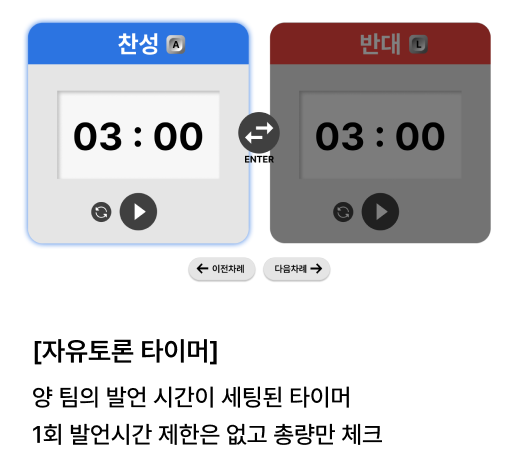 찬성 A
반대 L
03 : 00
03 : 00
ENTER
← 이전차례
다음차례 →
[자유토론 타이머]
양 팀의 발언 시간이 세팅된 타이머
1회 발언시간 제한은 없고 총량만 체크